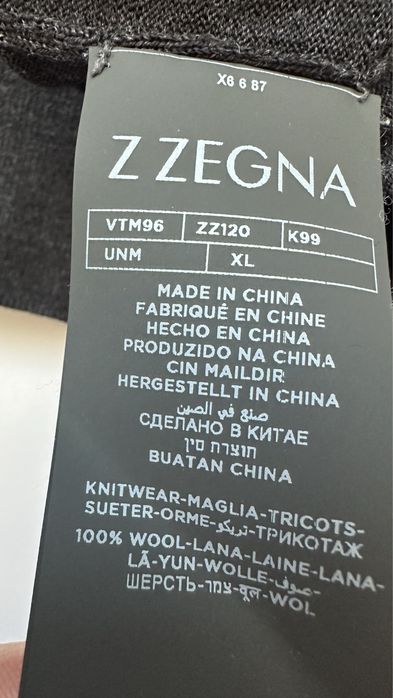 X6 6 87
Z ZEGNA
VTM96 ZZ120 K99
UNM XL
MADE IN CHINA
FABRIQUÉ EN CHINE
HECHO EN CHINA
PRODUZIDO NA CHINA
CIN MAILDIR
HERGESTELLT IN CHINA
صنع في الصين
СДЕЛАНО В КИТАЕ
תוצרת סין
BUATAN CHINA
KNITWEAR-MAGLIA-TRICOTS-
SUETER-ORME-تريكو-ТРИКОТАЖ
100% WOOL-LANA-LAINE-LANA-
LÃ-YUN-WOLLE-صوف-
ШЕРСТЬ-צמר-वूल-WOL